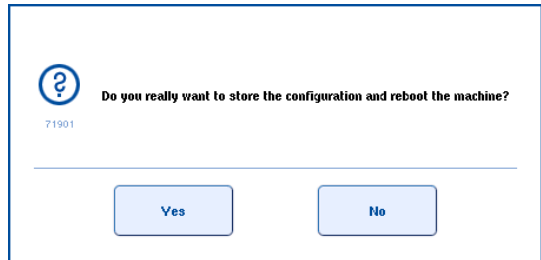 Do you really want to store the configuration and reboot the machine?
71901
Yes
No